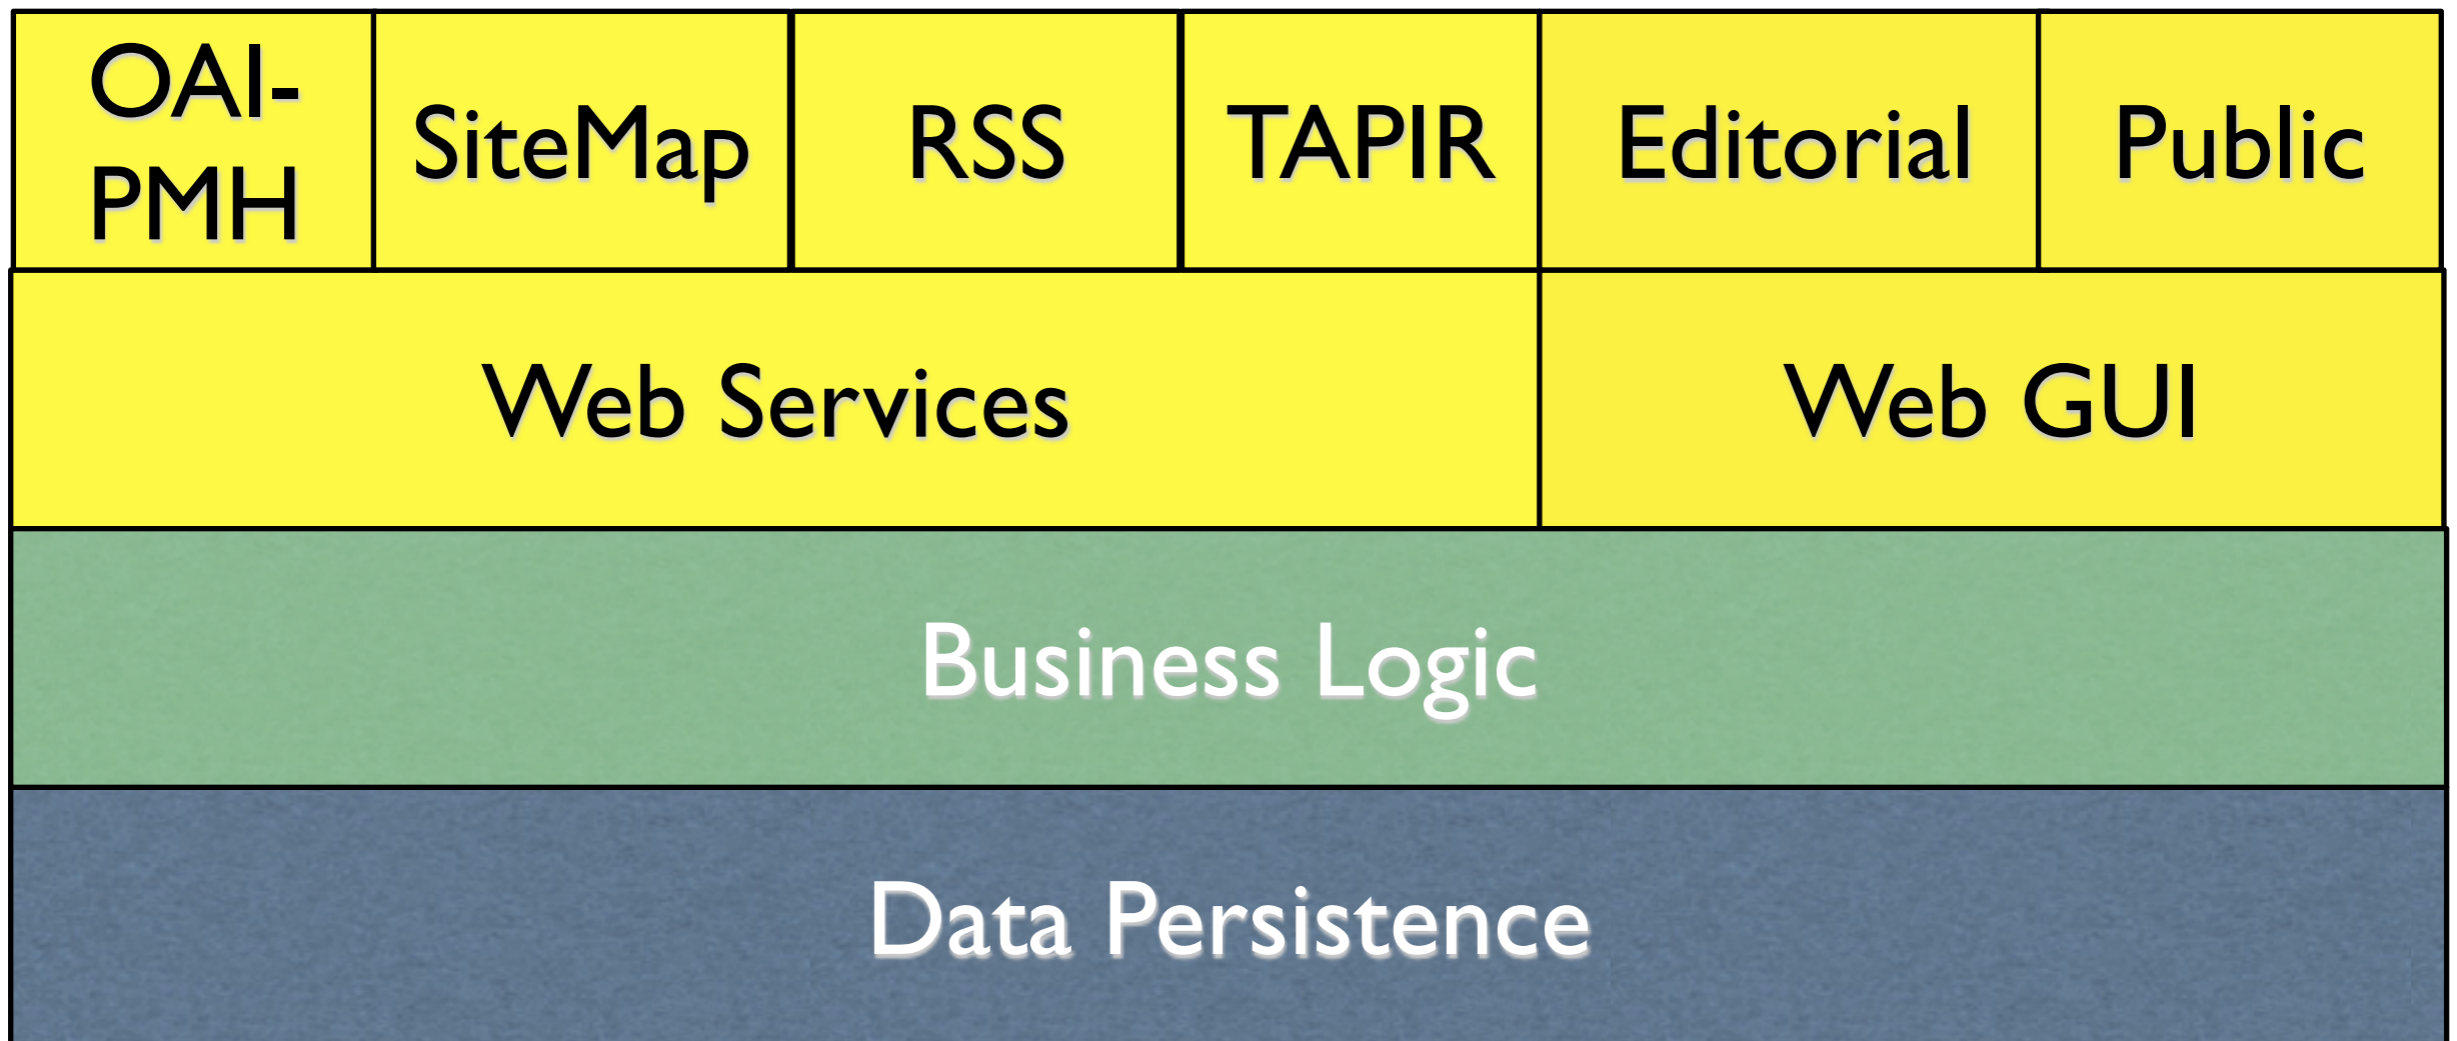 OAI-
PMH
SiteMap
RSS
TAPIR
Editorial
Public
Web Services
Web GUI
Business Logic
Data Persistence